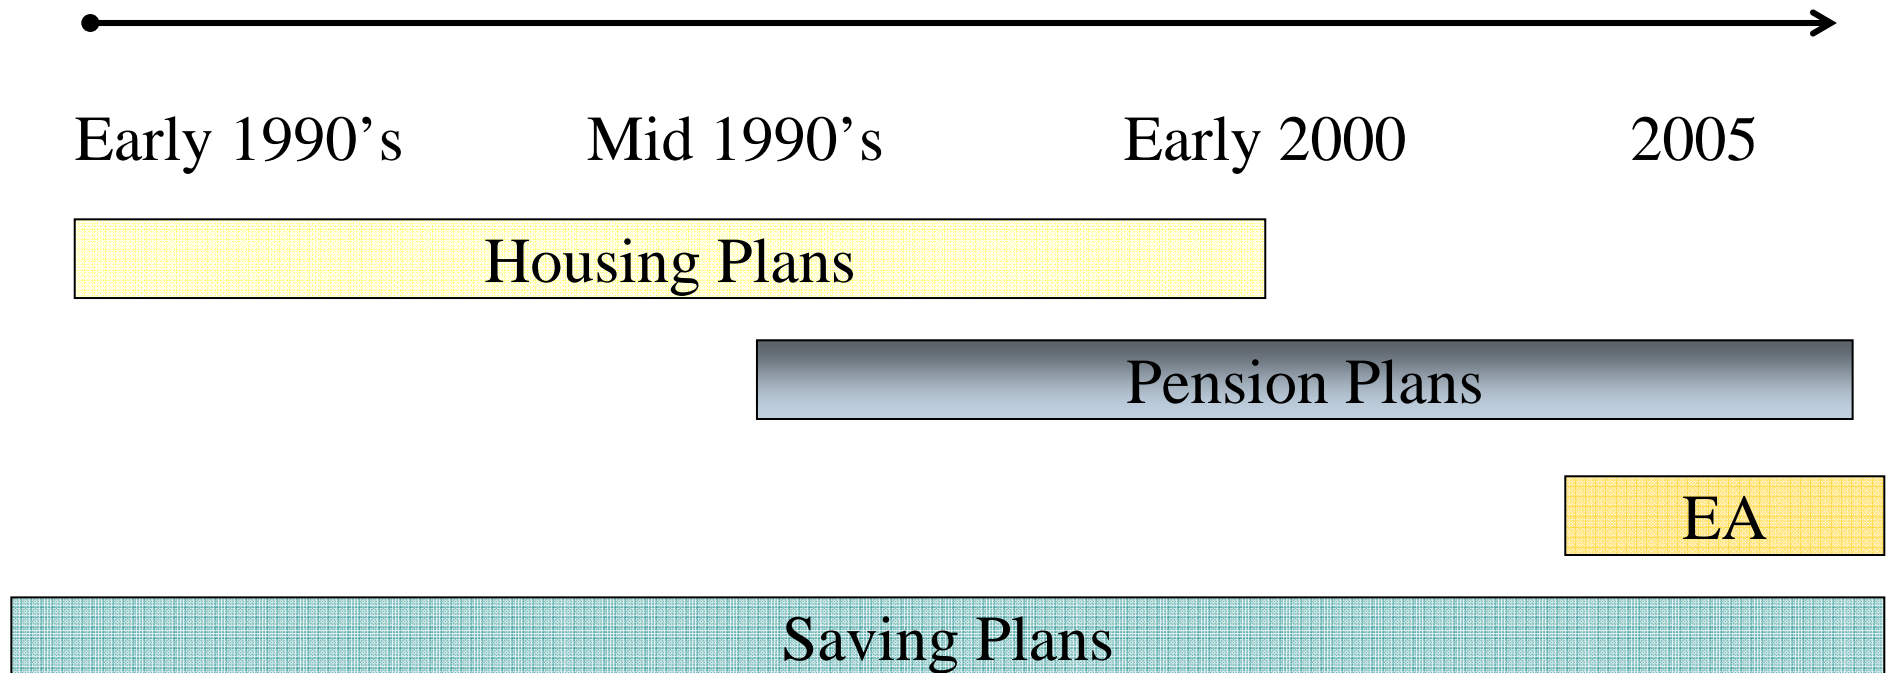 Early 1990’s Mid 1990’s Early 2000 2005
Housing Plans
Pension Plans
EA
Saving Plans